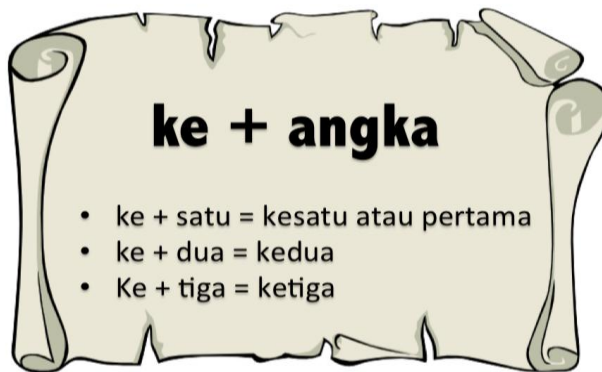 ke + angka
• ke + satu = kesatu atau pertama
• ke + dua = kedua
• Ke + tiga = ketiga